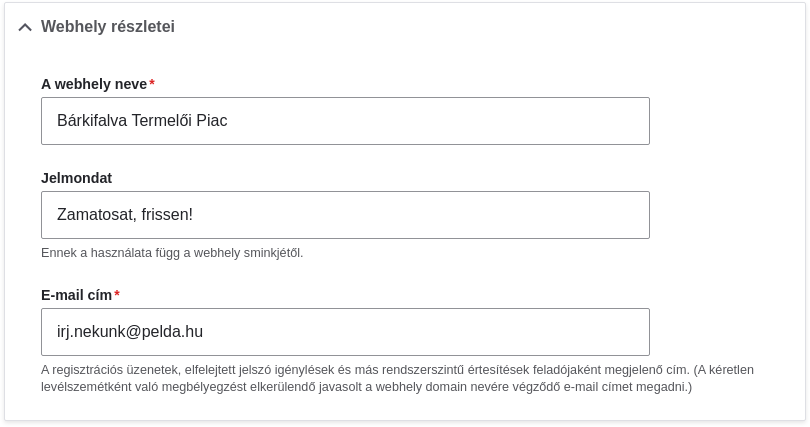 Webhely részletei
A webhely neve*
Bárkifalva Termelői Piac
Jelmondat
Zamatosat, frissen!
Ennek a használata függ a webhely sminkjétől.
E-mail cím*
irj.nekunk@pelda.hu
A regisztrációs üzenetek, elfelejtett jelszó igénylések és más rendszerszintű értesítések feladójaként megjelenő cím. (A kéretlen
levélszemétként való megbélyegzést elkerülendő javasolt a webhely domain nevére végződő e-mail címet megadni.)